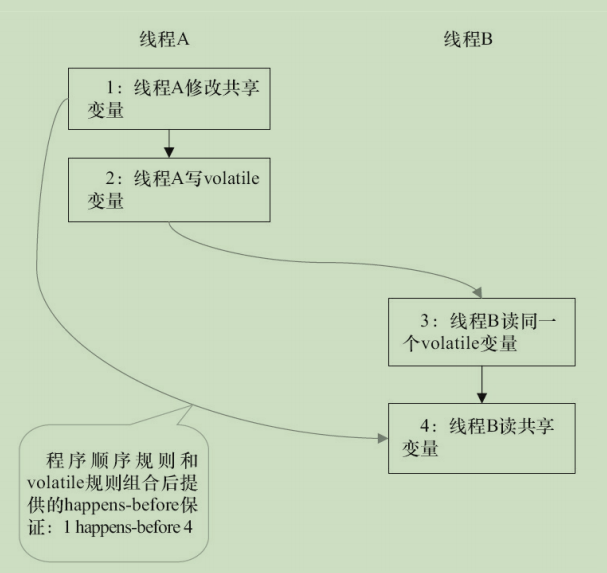 线程A
线程B
1：线程A修改共享
变量
2：线程A写volatile
变量
3：线程B读同一
个volatile变量
4：线程B读共享
变量
程序顺序规则和
volatile规则组合后提
供的happens-before保
证：1 happens-before 4